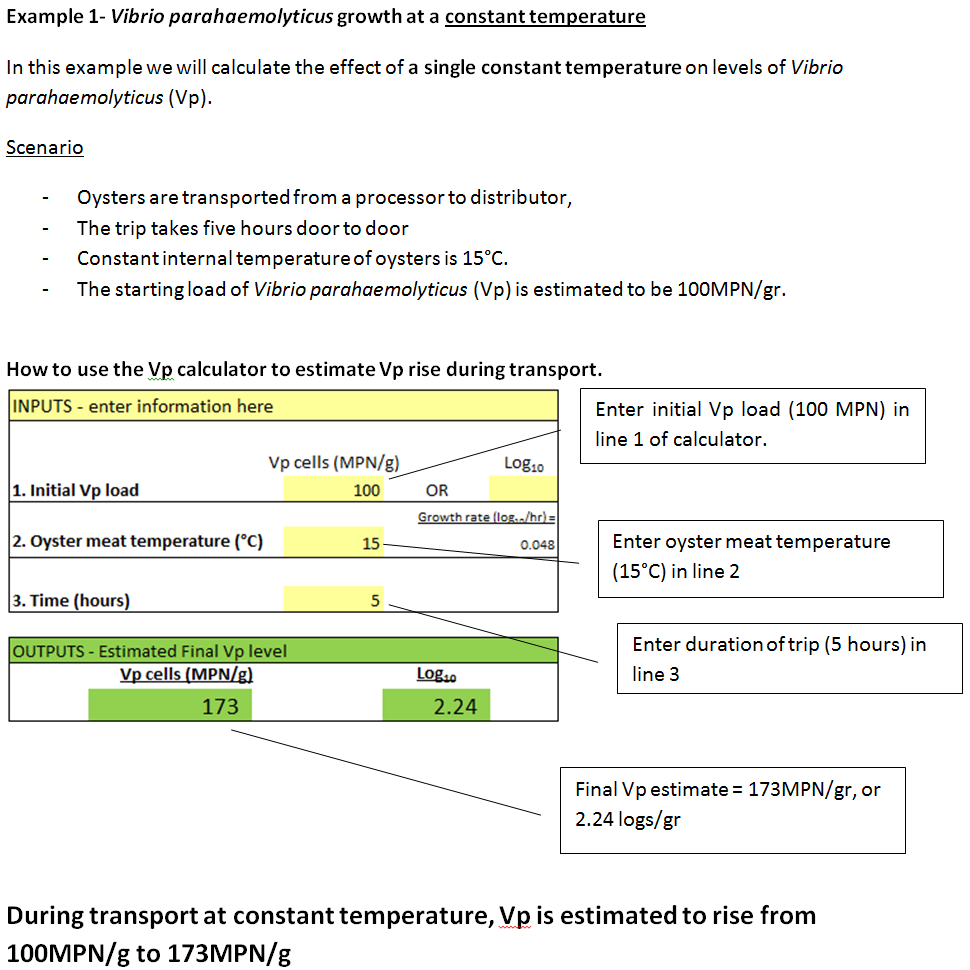 Example 1- Vibrio parahaemolyticus growth at a constant temperature
In this example we will calculate the effect of a single constant temperature on levels of Vibrio
parahaemolyticus (Vp).
Scenario
- Oysters are transported from a processor to distributor,
- The trip takes five hours door to door
- Constant internal temperature of oysters is 15°C.
- The starting load of Vibrio parahaemolyticus (Vp) is estimated to be 100MPN/gr.
How to use the Vp calculator to estimate Vp rise during transport.
INPUTS - enter information here
Vp cells (MPN/g) Log10
1. Initial Vp load 100 OR
Growth rate (log10/hr) =
2. Oyster meat temperature (°C) 15 0.048
3. Time (hours) 5
OUTPUTS - Estimated Final Vp level
Vp cells (MPN/g) Log10
173 2.24
Enter initial Vp load (100 MPN) in
line 1 of calculator.
Enter oyster meat temperature
(15°C) in line 2
Enter duration of trip (5 hours) in
line 3
Final Vp estimate = 173MPN/gr, or
2.24 logs/gr
During transport at constant temperature, Vp is estimated to rise from
100MPN/g to 173MPN/g